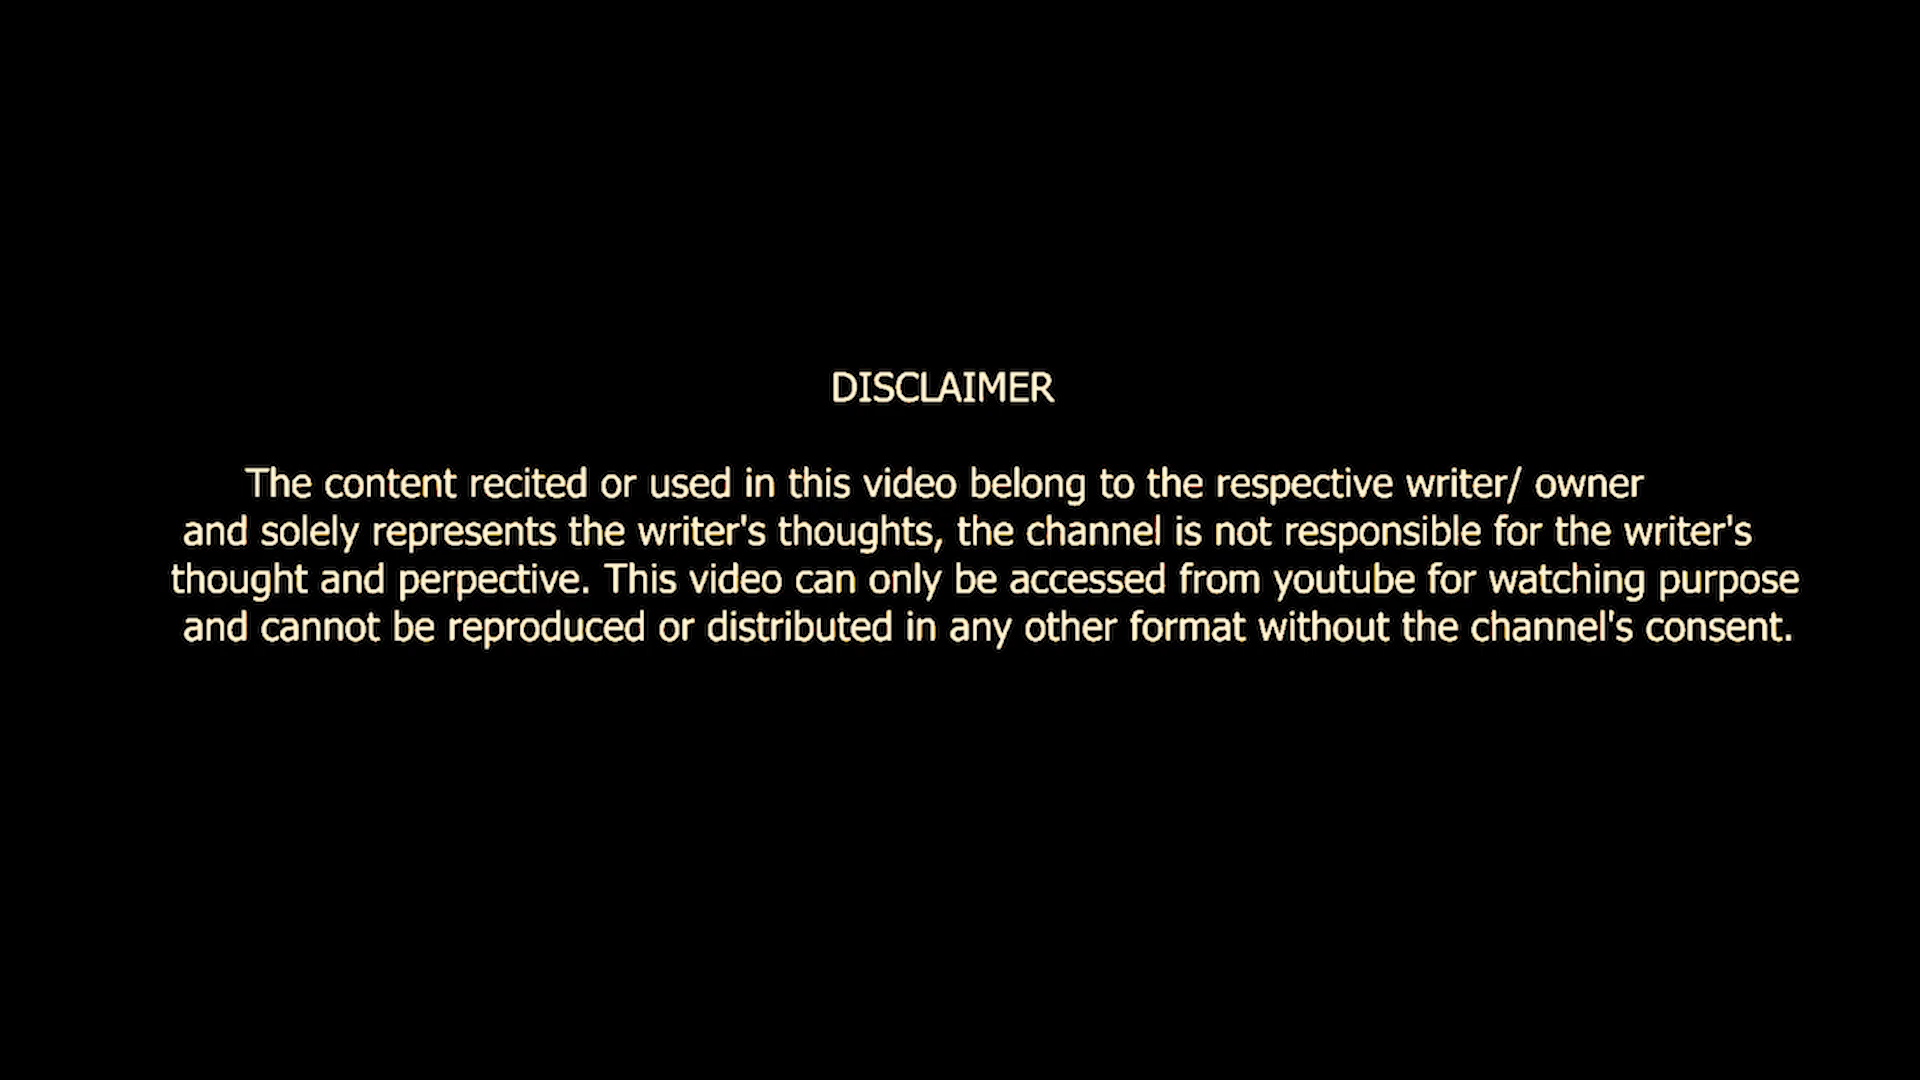 DISCLAIMER
The content recited or used in this video belong to the respective writer/ owner
and solely represents the writer's thoughts, the channel is not responsible for the writer's
thought and perpective. This video can only be accessed from youtube for watching purpose
and cannot be reproduced or distributed in any other format without the channel's consent.